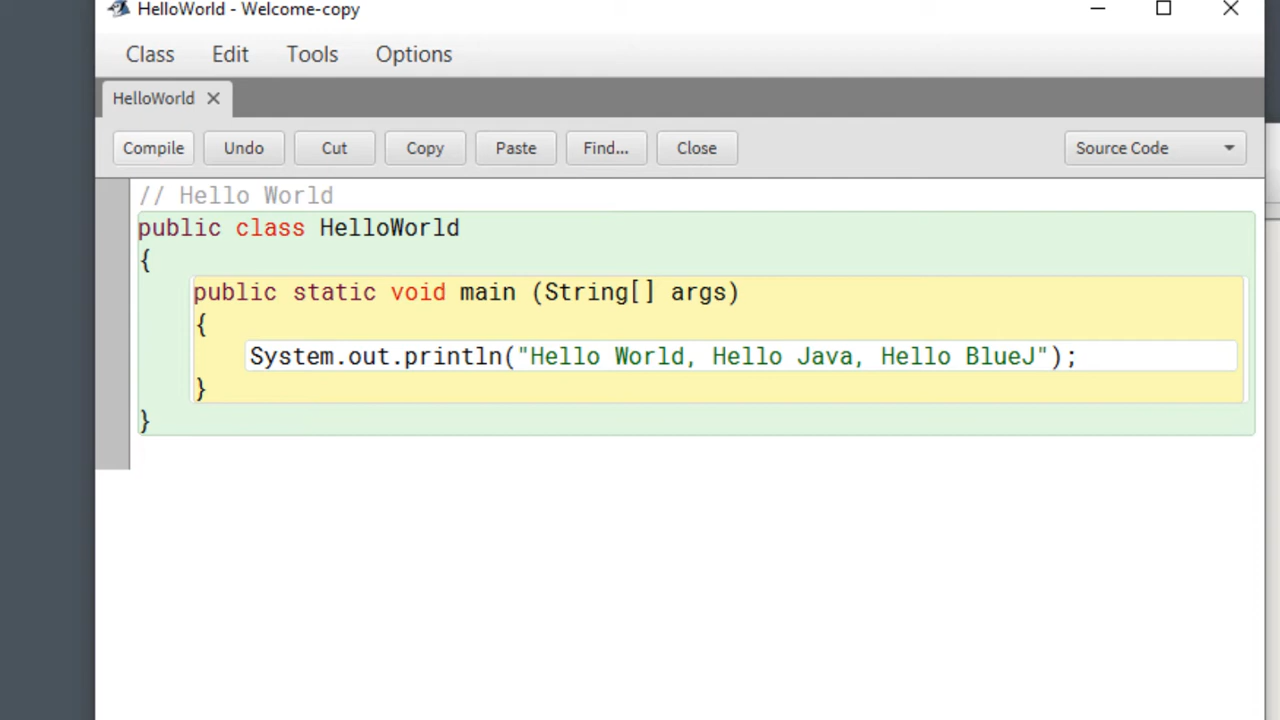 HelloWorld - Welcome-copy
Class Edit Tools Options
HelloWorld
Compile Undo Cut Copy Paste Find... Close Source Code
// Hello World
public class HelloWorld
{
public static void main (String[] args)
{
System.out.println("Hello World, Hello Java, Hello BlueJ");
}
}